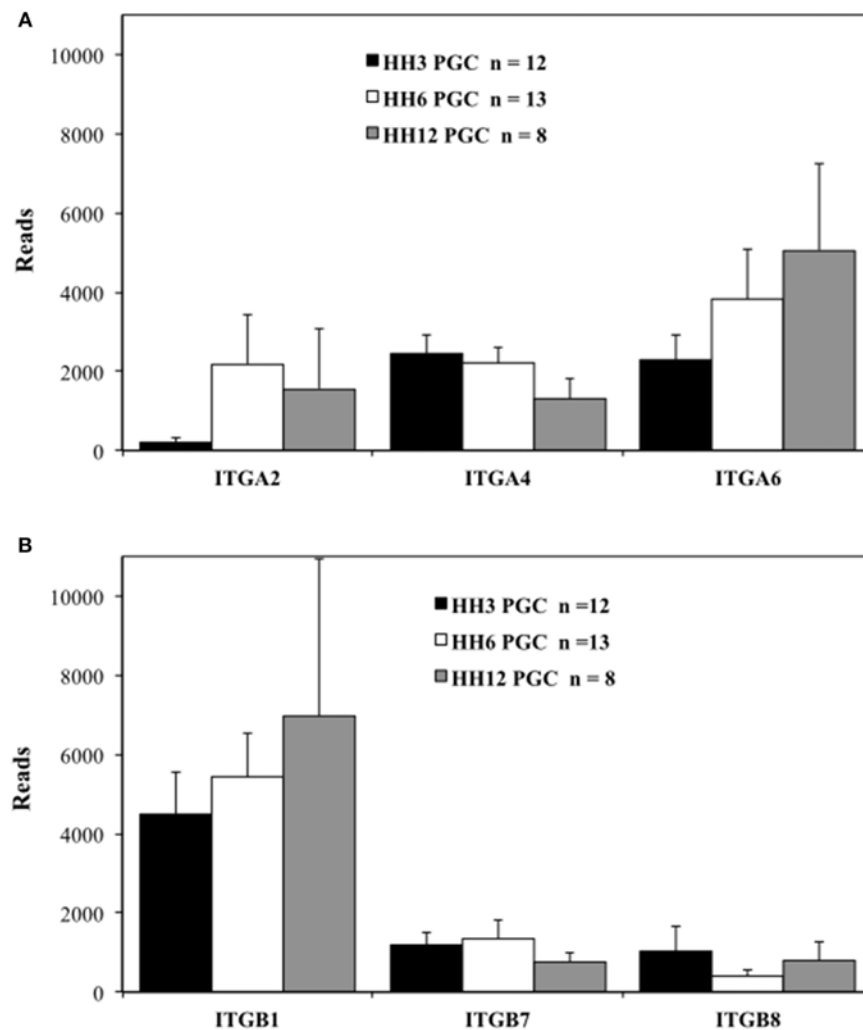 A
10000
8000
6000
4000
2000
0
Reads
HH3 PGC n = 12
HH6 PGC n = 13
HH12 PGC n = 8
ITGA2 ITGA4 ITGA6
B
10000
8000
6000
4000
2000
0
Reads
HH3 PGC n =12
HH6 PGC n =13
HH12 PGC n = 8
ITGB1 ITGB7 ITGB8